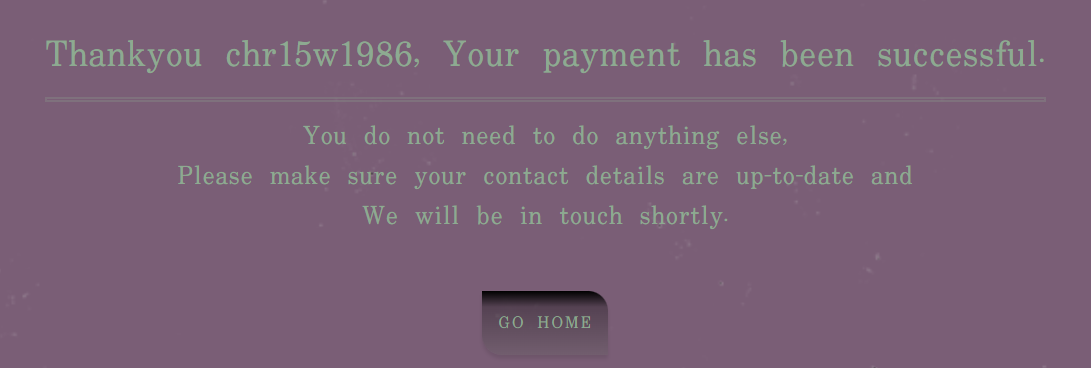 Thankyou chr15w1986, Your payment has been successful.
You do not need to do anything else,
Please make sure your contact details are up-to-date and
We will be in touch shortly.
GO HOME